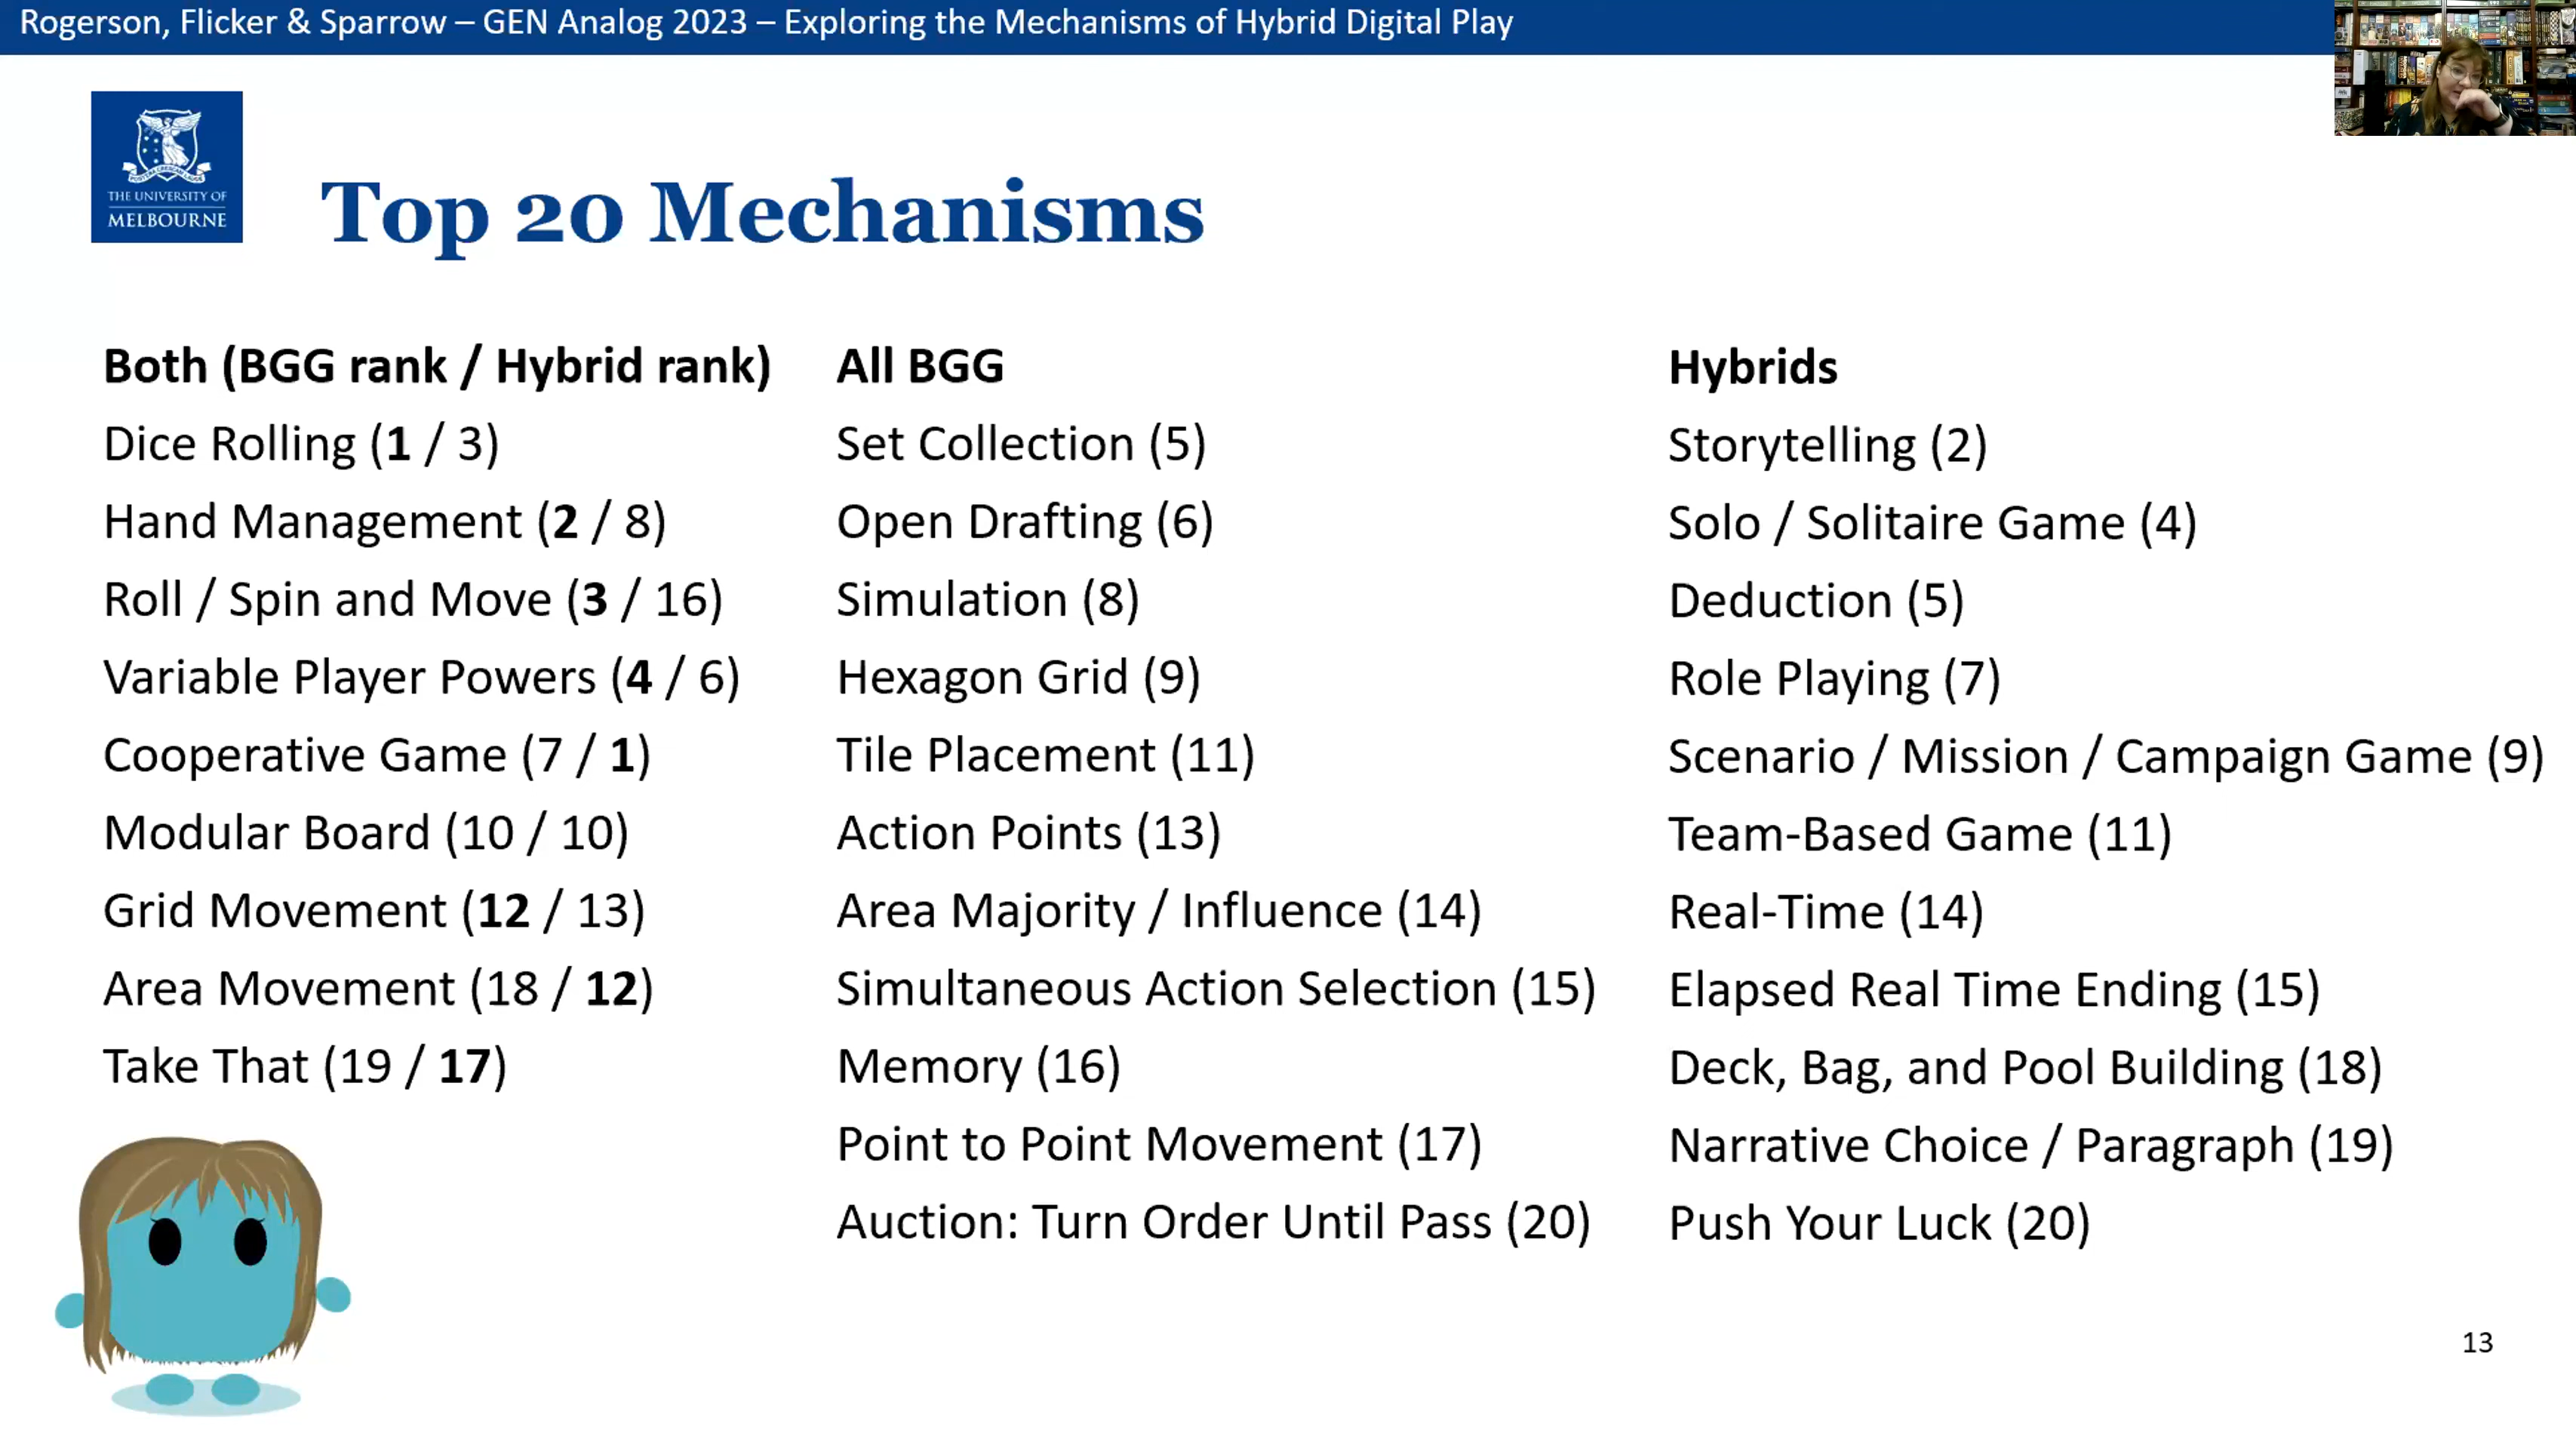 Rogerson, Flicker & Sparrow – GEN Analog 2023 – Exploring the Mechanisms of Hybrid Digital Play
THE UNIVERSITY OF
MELBOURNE
Top 20 Mechanisms
Both (BGG rank / Hybrid rank)
Dice Rolling (1 / 3)
Hand Management (2 / 8)
Roll / Spin and Move (3 / 16)
Variable Player Powers (4 / 6)
Cooperative Game (7 / 1)
Modular Board (10 / 10)
Grid Movement (12 / 13)
Area Movement (18 / 12)
Take That (19 / 17)
All BGG
Set Collection (5)
Open Drafting (6)
Simulation (8)
Hexagon Grid (9)
Tile Placement (11)
Action Points (13)
Area Majority / Influence (14)
Simultaneous Action Selection (15)
Memory (16)
Point to Point Movement (17)
Auction: Turn Order Until Pass (20)
Hybrids
Storytelling (2)
Solo / Solitaire Game (4)
Deduction (5)
Role Playing (7)
Scenario / Mission / Campaign Game (9)
Team-Based Game (11)
Real-Time (14)
Elapsed Real Time Ending (15)
Deck, Bag, and Pool Building (18)
Narrative Choice / Paragraph (19)
Push Your Luck (20)
13